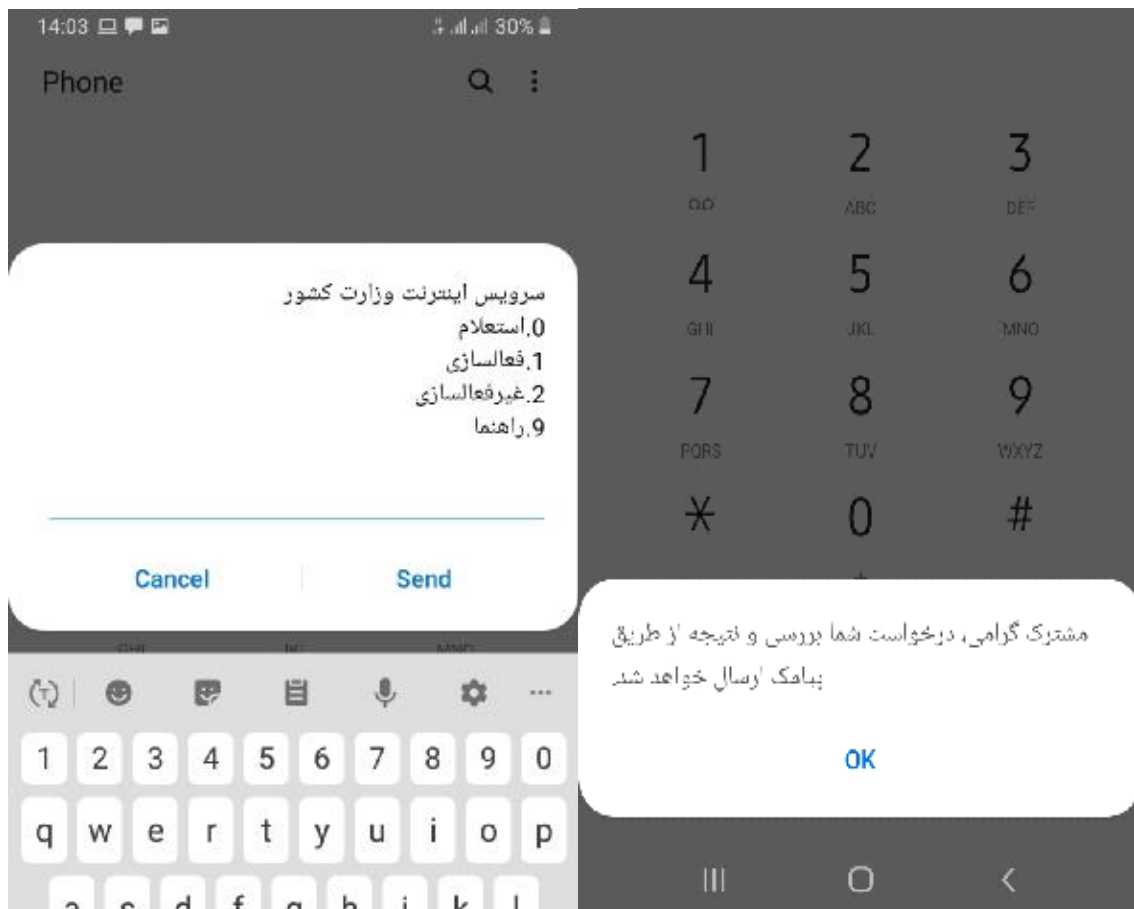 14:03
30%
Phone
سرویس اینترنت وزارت کشور
0.استعلام
1.فعالسازی
2.غیرفعالسازی
9.راهنما
Cancel
Send
GHI
MNO
1 2 3 4 5 6 7 8 9 0
q w e r t y u i o p
a s d f g h j k l
1 2 3
ABC DEF
4 5 6
GHI JKL MNO
7 8 9
PQRS TUV WXYZ
* 0 #
مشترک گرامی، درخواست شما بررسی و نتیجه از طریق
پیامک ارسال خواهد شد.
OK